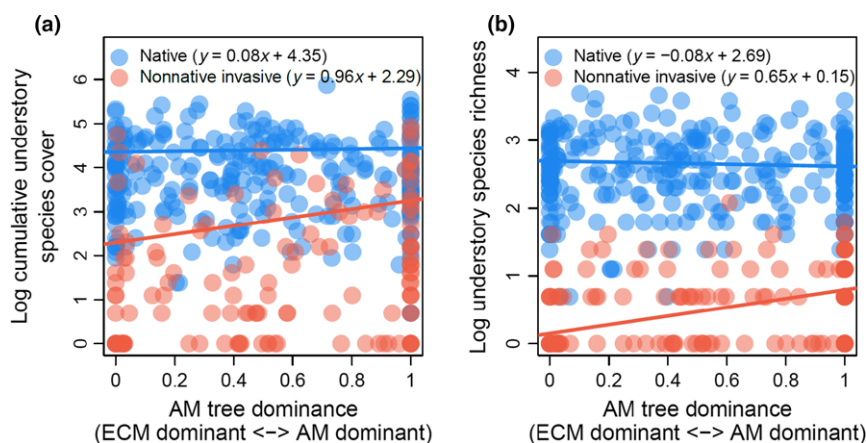 (a)
Native (y = 0.08x + 4.35)
Nonnative invasive (y = 0.96x + 2.29)
Log cumulative understory
species cover
6
5
4
3
2
1
0
0 0.2 0.4 0.6 0.8 1
AM tree dominance
(ECM dominant <-> AM dominant)
(b)
Native (y = −0.08x + 2.69)
Nonnative invasive (y = 0.65x + 0.15)
Log understory species richness
4
3
2
1
0
0 0.2 0.4 0.6 0.8 1
AM tree dominance
(ECM dominant <-> AM dominant)